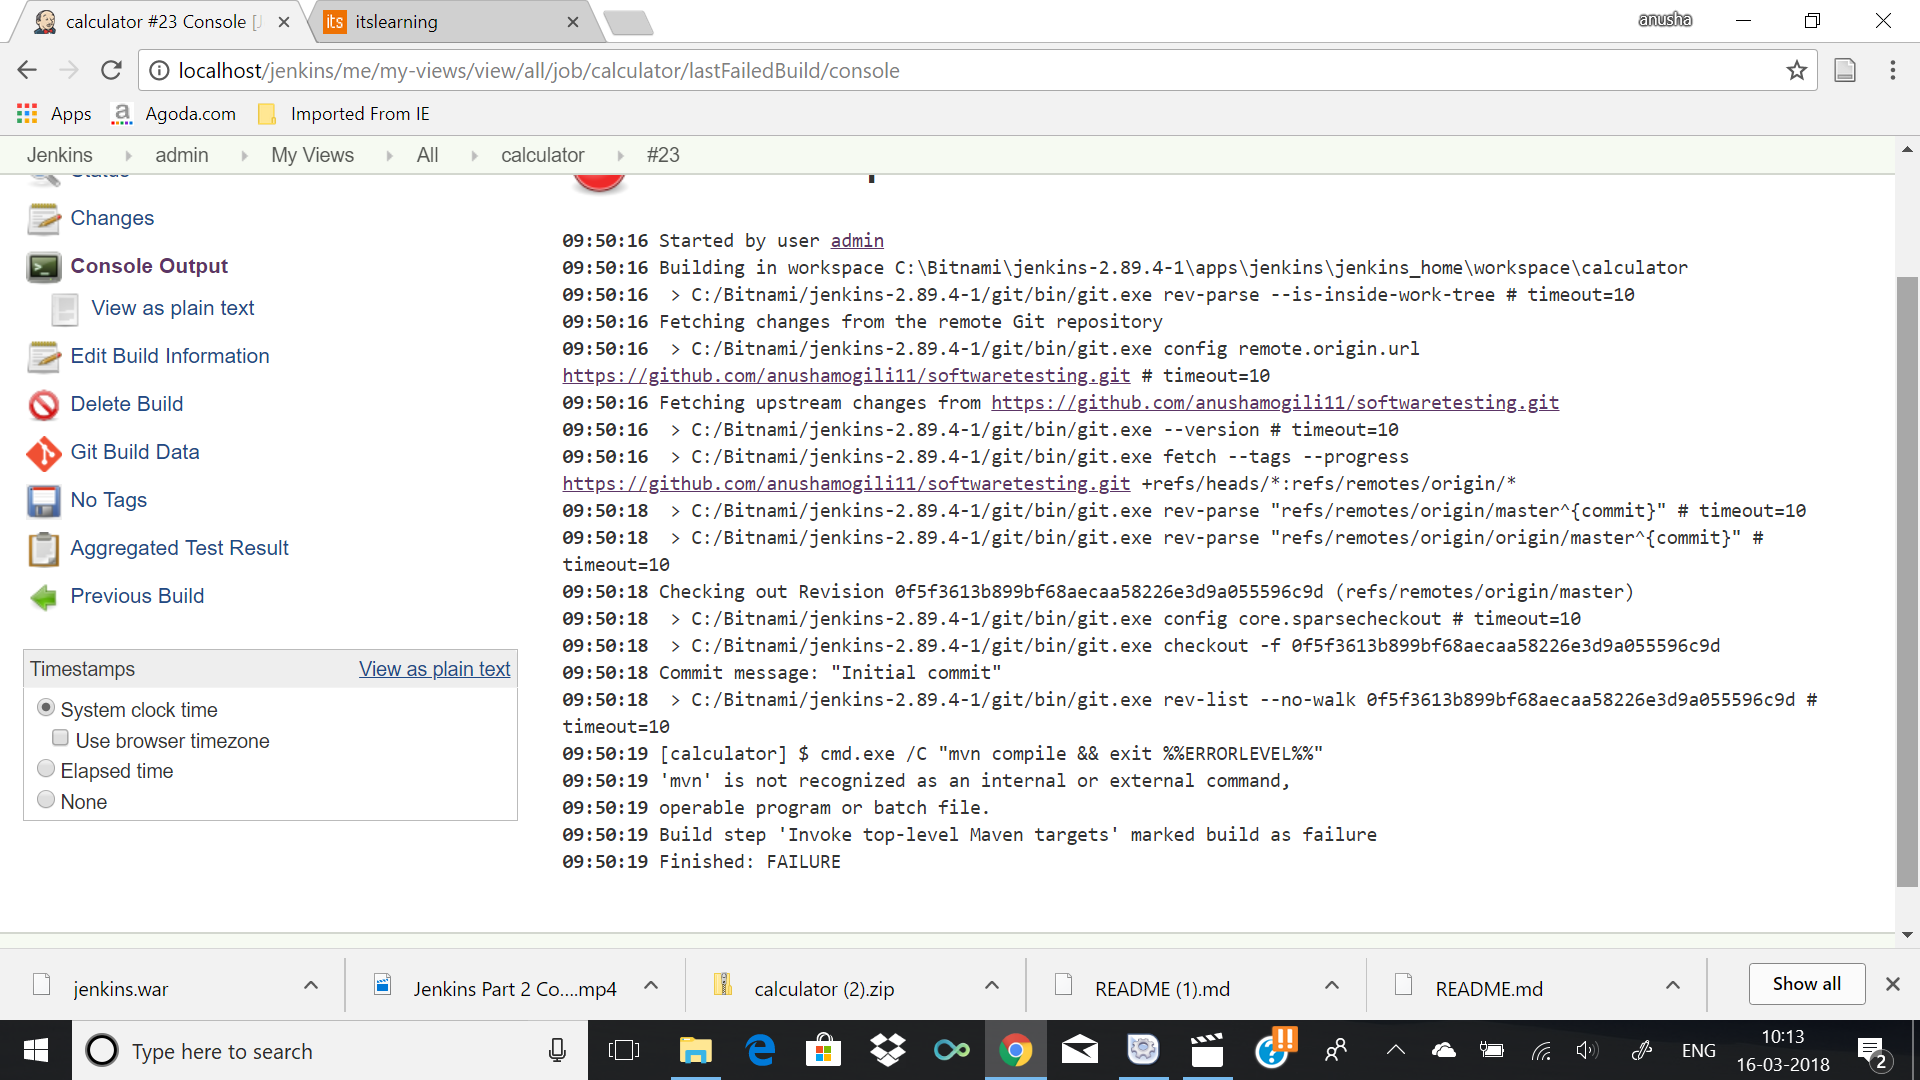 calculator #23 Console [J
itslearning
anusha
localhost/jenkins/me/my-views/view/all/job/calculator/lastFailedBuild/console
Apps
Agoda.com
Imported From IE
Jenkins
admin
My Views
All
calculator
#23
Status
Changes
Console Output
View as plain text
Edit Build Information
Delete Build
Git Build Data
No Tags
Aggregated Test Result
Previous Build
Timestamps View as plain text
System clock time
Use browser timezone
Elapsed time
None
09:50:16 Started by user admin
09:50:16 Building in workspace C:\Bitnami\jenkins-2.89.4-1\apps\jenkins\jenkins_home\workspace\calculator
09:50:16  > C:/Bitnami/jenkins-2.89.4-1/git/bin/git.exe rev-parse --is-inside-work-tree # timeout=10
09:50:16 Fetching changes from the remote Git repository
09:50:16  > C:/Bitnami/jenkins-2.89.4-1/git/bin/git.exe config remote.origin.url
https://github.com/anushamogili11/softwaretesting.git # timeout=10
09:50:16 Fetching upstream changes from https://github.com/anushamogili11/softwaretesting.git
09:50:16  > C:/Bitnami/jenkins-2.89.4-1/git/bin/git.exe --version # timeout=10
09:50:16  > C:/Bitnami/jenkins-2.89.4-1/git/bin/git.exe fetch --tags --progress
https://github.com/anushamogili11/softwaretesting.git +refs/heads/*:refs/remotes/origin/*
09:50:18  > C:/Bitnami/jenkins-2.89.4-1/git/bin/git.exe rev-parse "refs/remotes/origin/master^{commit}" # timeout=10
09:50:18  > C:/Bitnami/jenkins-2.89.4-1/git/bin/git.exe rev-parse "refs/remotes/origin/origin/master^{commit}" #
timeout=10
09:50:18 Checking out Revision 0f5f3613b899bf68aecaa58226e3d9a055596c9d (refs/remotes/origin/master)
09:50:18  > C:/Bitnami/jenkins-2.89.4-1/git/bin/git.exe config core.sparsecheckout # timeout=10
09:50:18  > C:/Bitnami/jenkins-2.89.4-1/git/bin/git.exe checkout -f 0f5f3613b899bf68aecaa58226e3d9a055596c9d
09:50:18 Commit message: "Initial commit"
09:50:18  > C:/Bitnami/jenkins-2.89.4-1/git/bin/git.exe rev-list --no-walk 0f5f3613b899bf68aecaa58226e3d9a055596c9d #
timeout=10
09:50:19 [calculator] $ cmd.exe /C "mvn compile && exit %%ERRORLEVEL%%"
09:50:19 'mvn' is not recognized as an internal or external command,
09:50:19 operable program or batch file.
09:50:19 Build step 'Invoke top-level Maven targets' marked build as failure
09:50:19 Finished: FAILURE
jenkins.war
Jenkins Part 2 Co....mp4
calculator (2).zip
README (1).md
README.md
Show all
Type here to search
ENG
10:13
16-03-2018
2